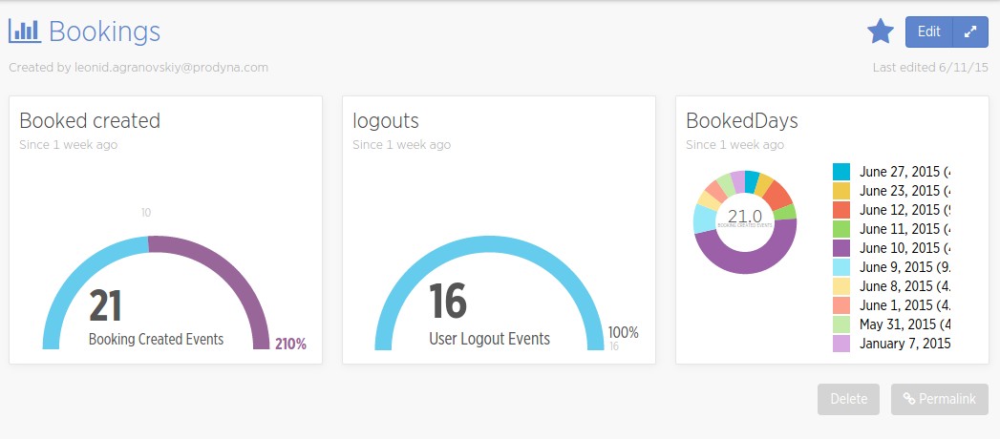 Bookings
Edit
Created by leonid.agranovskiy@prodyna.com
Last edited 6/11/15
Booked created
Since 1 week ago
10
21
Booking Created Events
210%
logouts
Since 1 week ago
16
User Logout Events
100%
16
BookedDays
Since 1 week ago
21.0
BOOKING CREATED EVENTS
June 27, 2015 (4
June 23, 2015 (4
June 12, 2015 (9
June 11, 2015 (4
June 10, 2015 (4
June 9, 2015 (9.
June 8, 2015 (4.
June 1, 2015 (4.
May 31, 2015 (4
January 7, 2015
Delete
Permalink